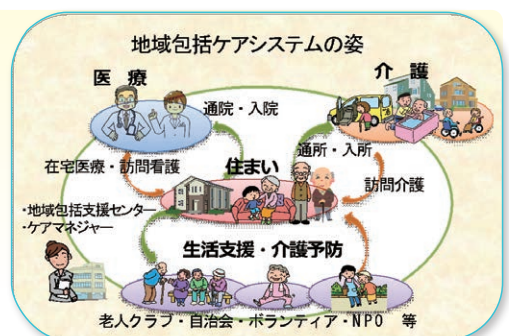 地域包括ケアシステムの姿
医　療
介　護
通院・入院
在宅医療・訪問看護
住まい
通所・入所
訪問介護
・地域包括支援センター
・ケアマネジャー
生活支援・介護予防
老人クラブ・自治会・ボランティア・NPO　等